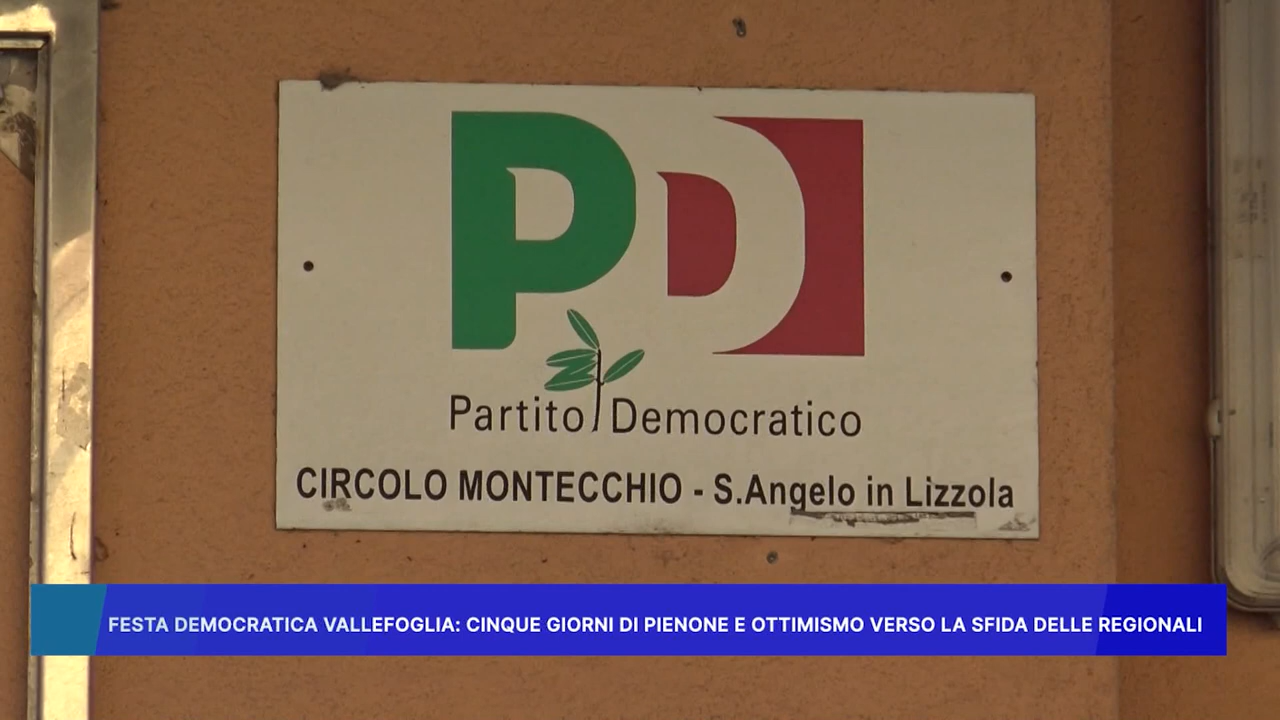 PD
Partito Democratico
CIRCOLO MONTECCHIO - S.Angelo in Lizzola
FESTA DEMOCRATICA VALLEFOGLIA: CINQUE GIORNI DI PIENONE E OTTIMISMO VERSO LA SFIDA DELLE REGIONALI